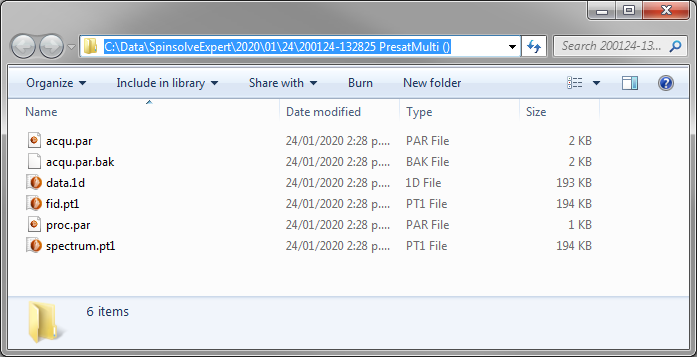 C:\Data\SpinsolveExpert\2020\01\24\200124-132825 PresatMulti () Search 200124-13...
Organize Include in library Share with Burn New folder
Name Date modified Type Size
acqu.par 24/01/2020 2:28 p.... PAR File 2 KB
acqu.par.bak 24/01/2020 2:28 p.... BAK File 2 KB
data.1d 24/01/2020 2:28 p.... 1D File 193 KB
fid.pt1 24/01/2020 2:28 p.... PT1 File 194 KB
proc.par 24/01/2020 2:28 p.... PAR File 1 KB
spectrum.pt1 24/01/2020 2:28 p.... PT1 File 194 KB
6 items